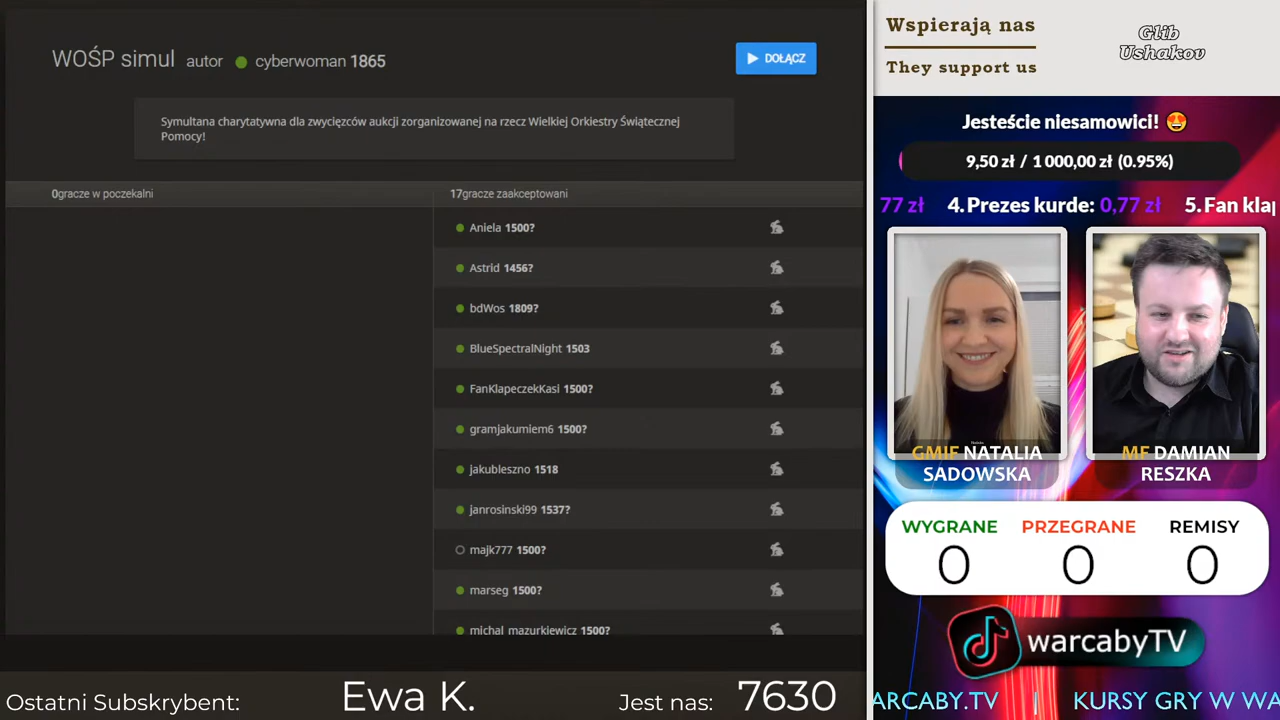 WOŚP simul autor cyberwoman 1865
DOŁĄCZ
Symultana charytatywna dla zwycięzców aukcji zorganizowanej na rzecz Wielkiej Orkiestry Świątecznej
Pomocy!
0gracze w poczekalni
17gracze zaakceptowani
Aniela 1500?
Astrid 1456?
bdWos 1809?
BlueSpectralNight 1503
FanKlapeczekKasi 1500?
gramjakumiem6 1500?
jakubleszno 1518
janrosinski99 1537?
majk777 1500?
marseg 1500?
michal_mazurkiewicz 1500?
Wspierają nas
They support us
Glib
Ushakov
Jesteście niesamowici! 😍
9,50 zł / 1 000,00 zł (0.95%)
77 zł 4. Prezes kurde: 0,77 zł 5. Fan klap
GMIF NATALIA
SADOWSKA
MF DAMIAN
RESZKA
WYGRANE PRZEGRANE REMISY
0 0 0
warcabyTV
Ostatni Subskrybent: Ewa K. Jest nas: 7630
ARCABY.TV | KURSY GRY W WA